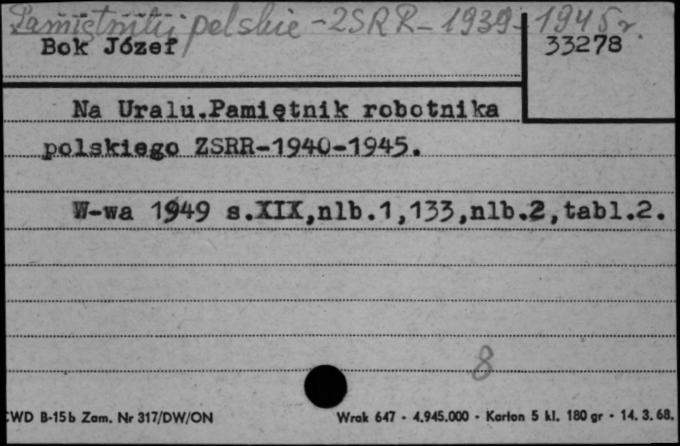 Pamiętniki polskie - ZSRR - 1939-1945 r.
Bok Józef
33278
Na Uralu.Pamiętnik robotnika
polskiego ZSRR-1940-1945.
W-wa 1949 s.XIX,nlb.1,133,nlb.2,tabl.2.
8
CWD B-15b Zam. Nr 317/DW/ON
Wrak 647 - 4.945.000 - Karton 5 kl. 180 gr - 14. 3. 68.